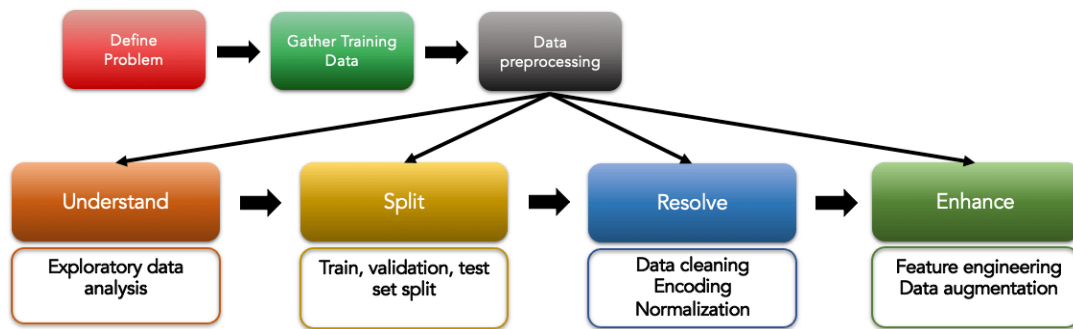 Define
Problem
Gather Training
Data
Data
preprocessing
Understand
Split
Resolve
Enhance
Exploratory data
analysis
Train, validation, test
set split
Data cleaning
Encoding
Normalization
Feature engineering
Data augmentation